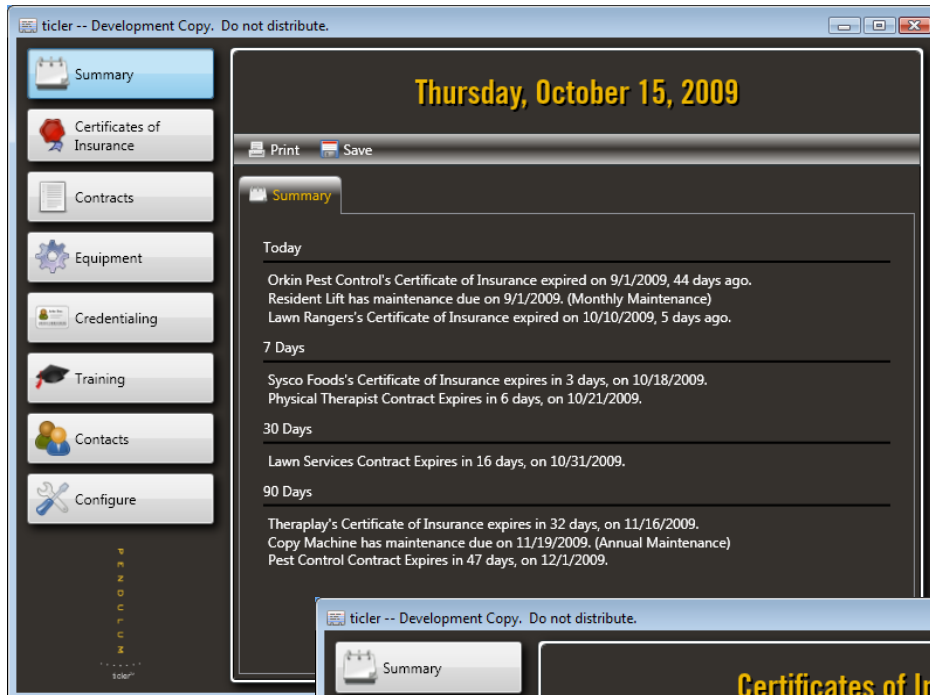 ticler -- Development Copy.  Do not distribute.
Summary
Certificates of
Insurance
Contracts
Equipment
Credentialing
Training
Contacts
Configure
PENDULUM
ticler
Thursday, October 15, 2009
Print
Save
Summary
Today
Orkin Pest Control's Certificate of Insurance expired on 9/1/2009, 44 days ago.
Resident Lift has maintenance due on 9/1/2009. (Monthly Maintenance)
Lawn Rangers's Certificate of Insurance expired on 10/10/2009, 5 days ago.
7 Days
Sysco Foods's Certificate of Insurance expires in 3 days, on 10/18/2009.
Physical Therapist Contract Expires in 6 days, on 10/21/2009.
30 Days
Lawn Services Contract Expires in 16 days, on 10/31/2009.
90 Days
Theraplay's Certificate of Insurance expires in 32 days, on 11/16/2009.
Copy Machine has maintenance due on 11/19/2009. (Annual Maintenance)
Pest Control Contract Expires in 47 days, on 12/1/2009.
ticler -- Development Copy.  Do not distribute.
Summary
Certificates of